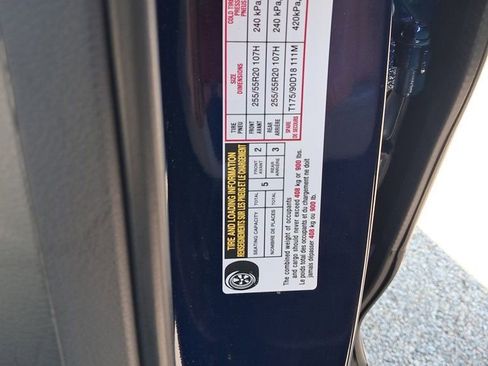 TIRE AND LOADING INFORMATION
RENSEIGNEMENTS SUR LES PNEUS ET LE CHARGEMENT
SEATING CAPACITY TOTAL 5 FRONT AVANT 2 REAR ARRIÈRE 3
NOMBRE DE PLACES TOTAL
The combined weight of occupants
and cargo should never exceed 408 kg or 900 lbs.
Le poids total des occupants et du chargement ne doit
jamais dépasser 408 kg ou 900 lb.
TIRE PNEU SIZE DIMENSIONS COLD TIRE
FRONT AVANT 255/55R20 107H 240 kPa,
REAR ARRIÈRE 255/55R20 107H 240 kPa,
SPARE DE SECOURS T175/90D18 111M 420kPa,